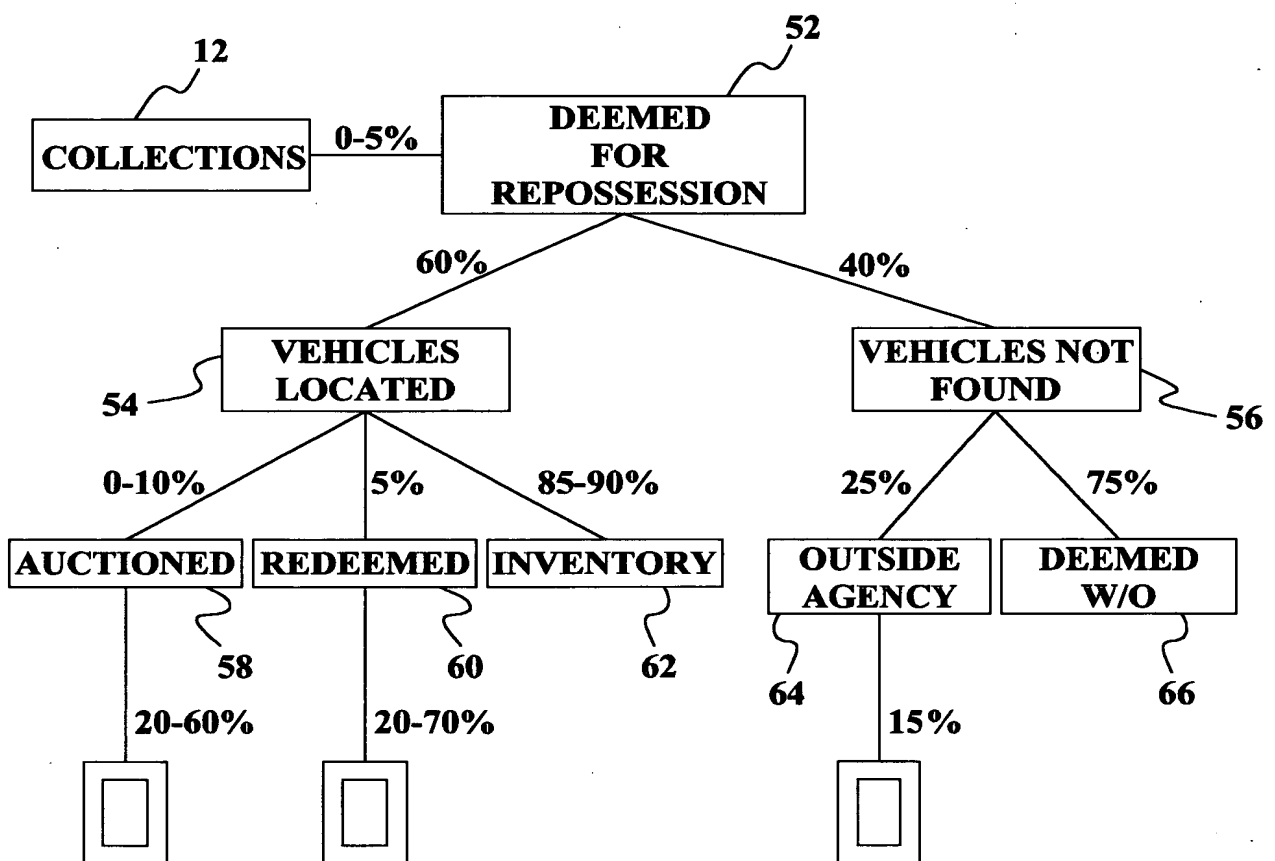 52
12
DEEMED
FOR
REPOSSESSION
COLLECTIONS
0-5%
60%
40%
VEHICLES
LOCATED
VEHICLES NOT
FOUND
54
56
0-10%
5%
85-90%
25%
75%
AUCTIONED
REDEEMED
INVENTORY
OUTSIDE
AGENCY
DEEMED
W/O
58
60
62
64
66
20-60%
20-70%
15%